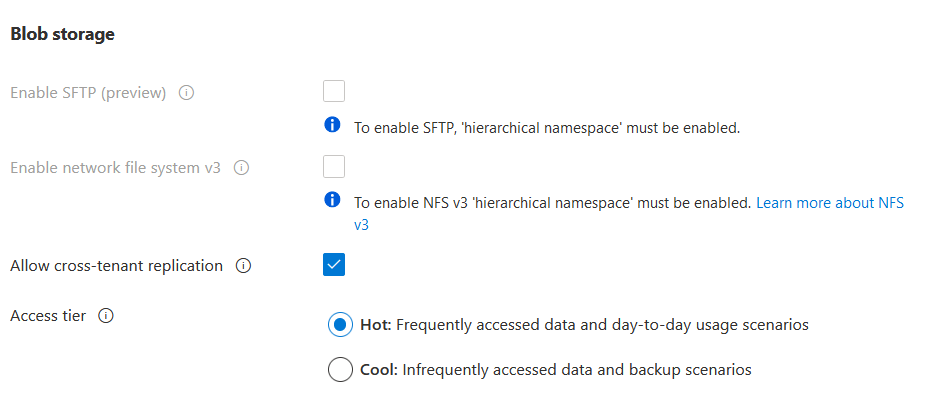 Blob storage
Enable SFTP (preview)
To enable SFTP, 'hierarchical namespace' must be enabled.
Enable network file system v3
To enable NFS v3 'hierarchical namespace' must be enabled. Learn more about NFS
v3
Allow cross-tenant replication
Access tier
Hot: Frequently accessed data and day-to-day usage scenarios
Cool: Infrequently accessed data and backup scenarios